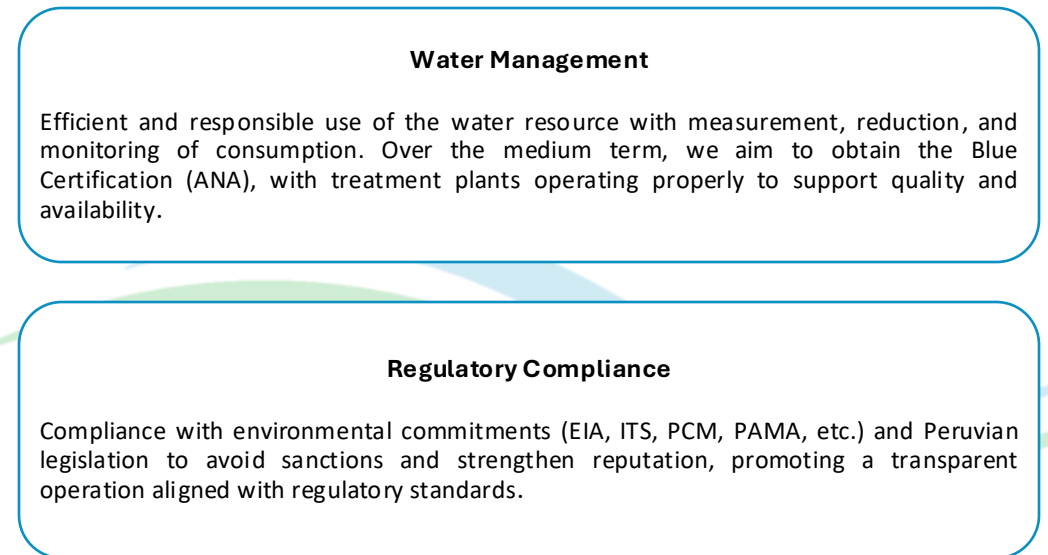 Water Management
Efficient and responsible use of the water resource with measurement, reduction, and
monitoring of consumption. Over the medium term, we aim to obtain the Blue
Certification (ANA), with treatment plants operating properly to support quality and
availability.
Regulatory Compliance
Compliance with environmental commitments (EIA, ITS, PCM, PAMA, etc.) and Peruvian
legislation to avoid sanctions and strengthen reputation, promoting a transparent
operation aligned with regulatory standards.